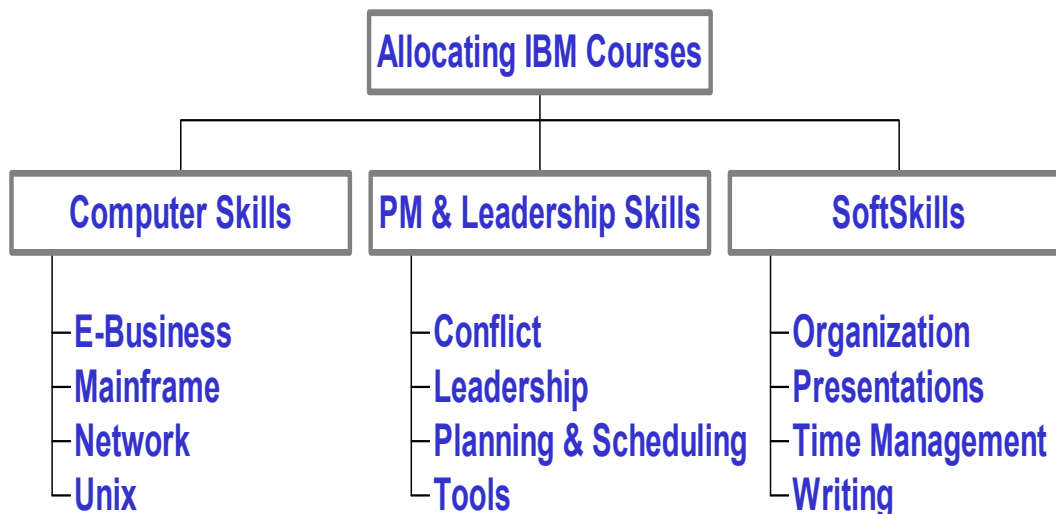 Allocating IBM Courses
Computer Skills
PM & Leadership Skills
SoftSkills
E-Business
Mainframe
Network
Unix
Conflict
Leadership
Planning & Scheduling
Tools
Organization
Presentations
Time Management
Writing